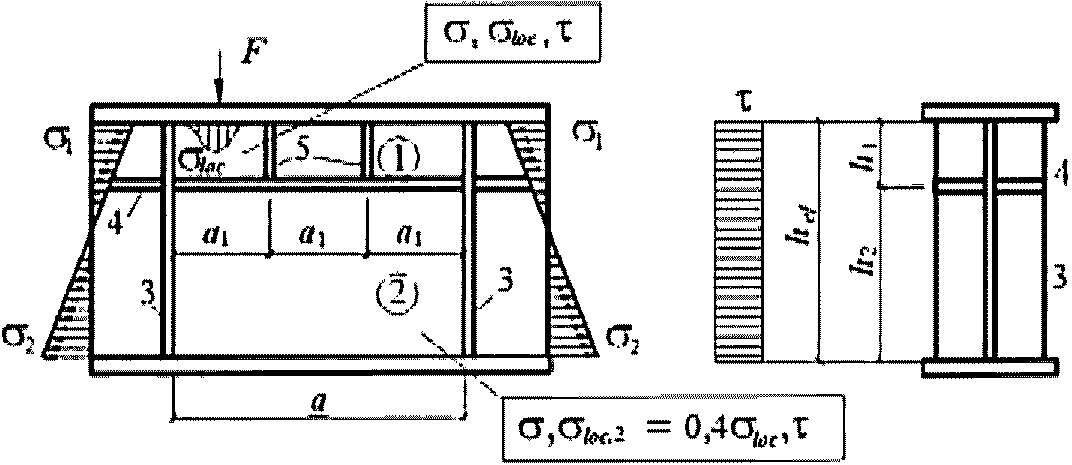 σ, σloc, τ
F
τ
σ1
σ1
σloc
5
(1)
h1
4
4
a1
a1
a1
hef
h2
3
(2)
3
3
σ2
σ2
a
σ, σloc,2 = 0,4σloc, τ